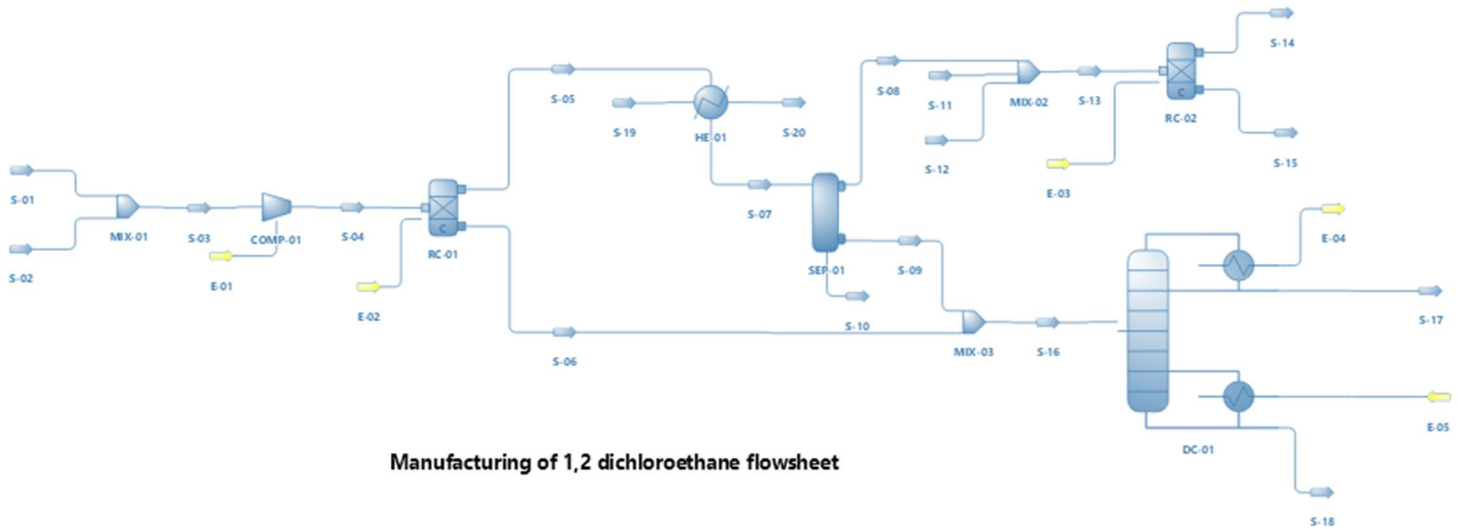 S-14
S-05
S-08
S-11
MIX-02
S-13
S-19
HE-01
S-20
RC-02
S-12
S-15
E-03
S-01
S-07
MIX-01
S-03
COMP-01
S-04
RC-01
E-04
S-02
E-01
SEP-01
S-09
E-02
S-10
S-17
MIX-03
S-16
S-06
E-05
DC-01
Manufacturing of 1,2 dichloroethane flowsheet
S-18
C
C